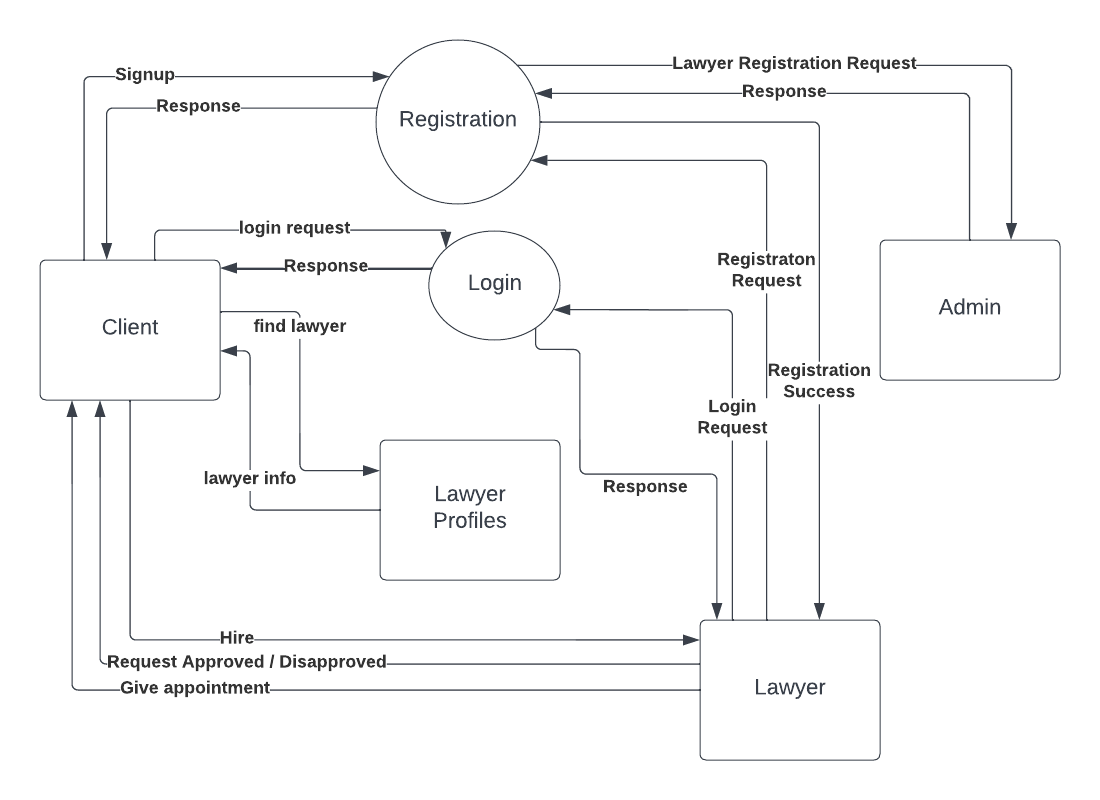 Signup
Lawyer Registration Request
Response
Response
Registration
login request
Response
Login
Registraton
Request
Admin
Client
find lawyer
Registration
Success
Login
Request
lawyer info
Lawyer
Profiles
Response
Hire
Request Approved / Disapproved
Give appointment
Lawyer